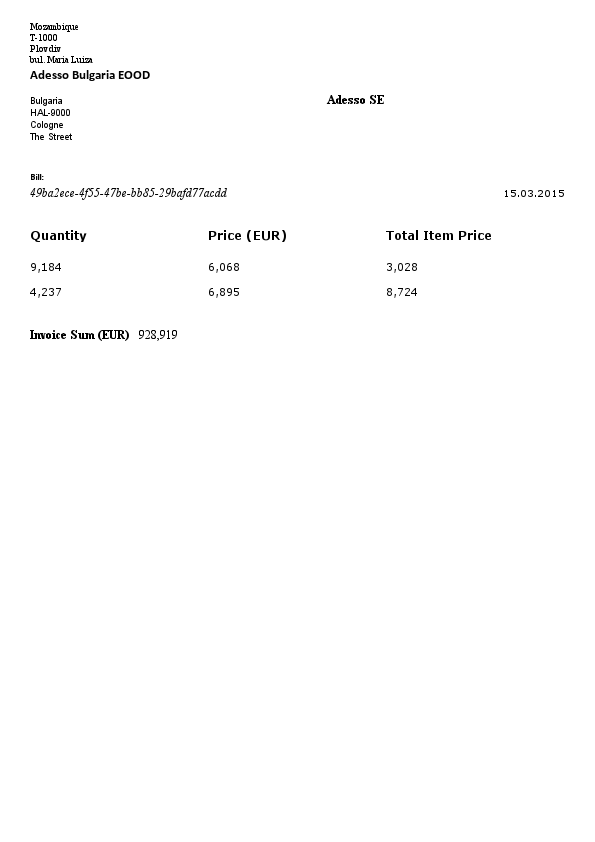 Mozambique
T-1000
Plovdiv
bul. Maria Luiza
Adesso Bulgaria EOOD
Bulgaria
Adesso SE
HAL-9000
Cologne
The Street
Bill:
49ba2ece-4f55-47be-bb85-29bafd77acdd 15.03.2015
Quantity Price (EUR) Total Item Price
9,184 6,068 3,028
4,237 6,895 8,724
Invoice Sum (EUR) 928,919